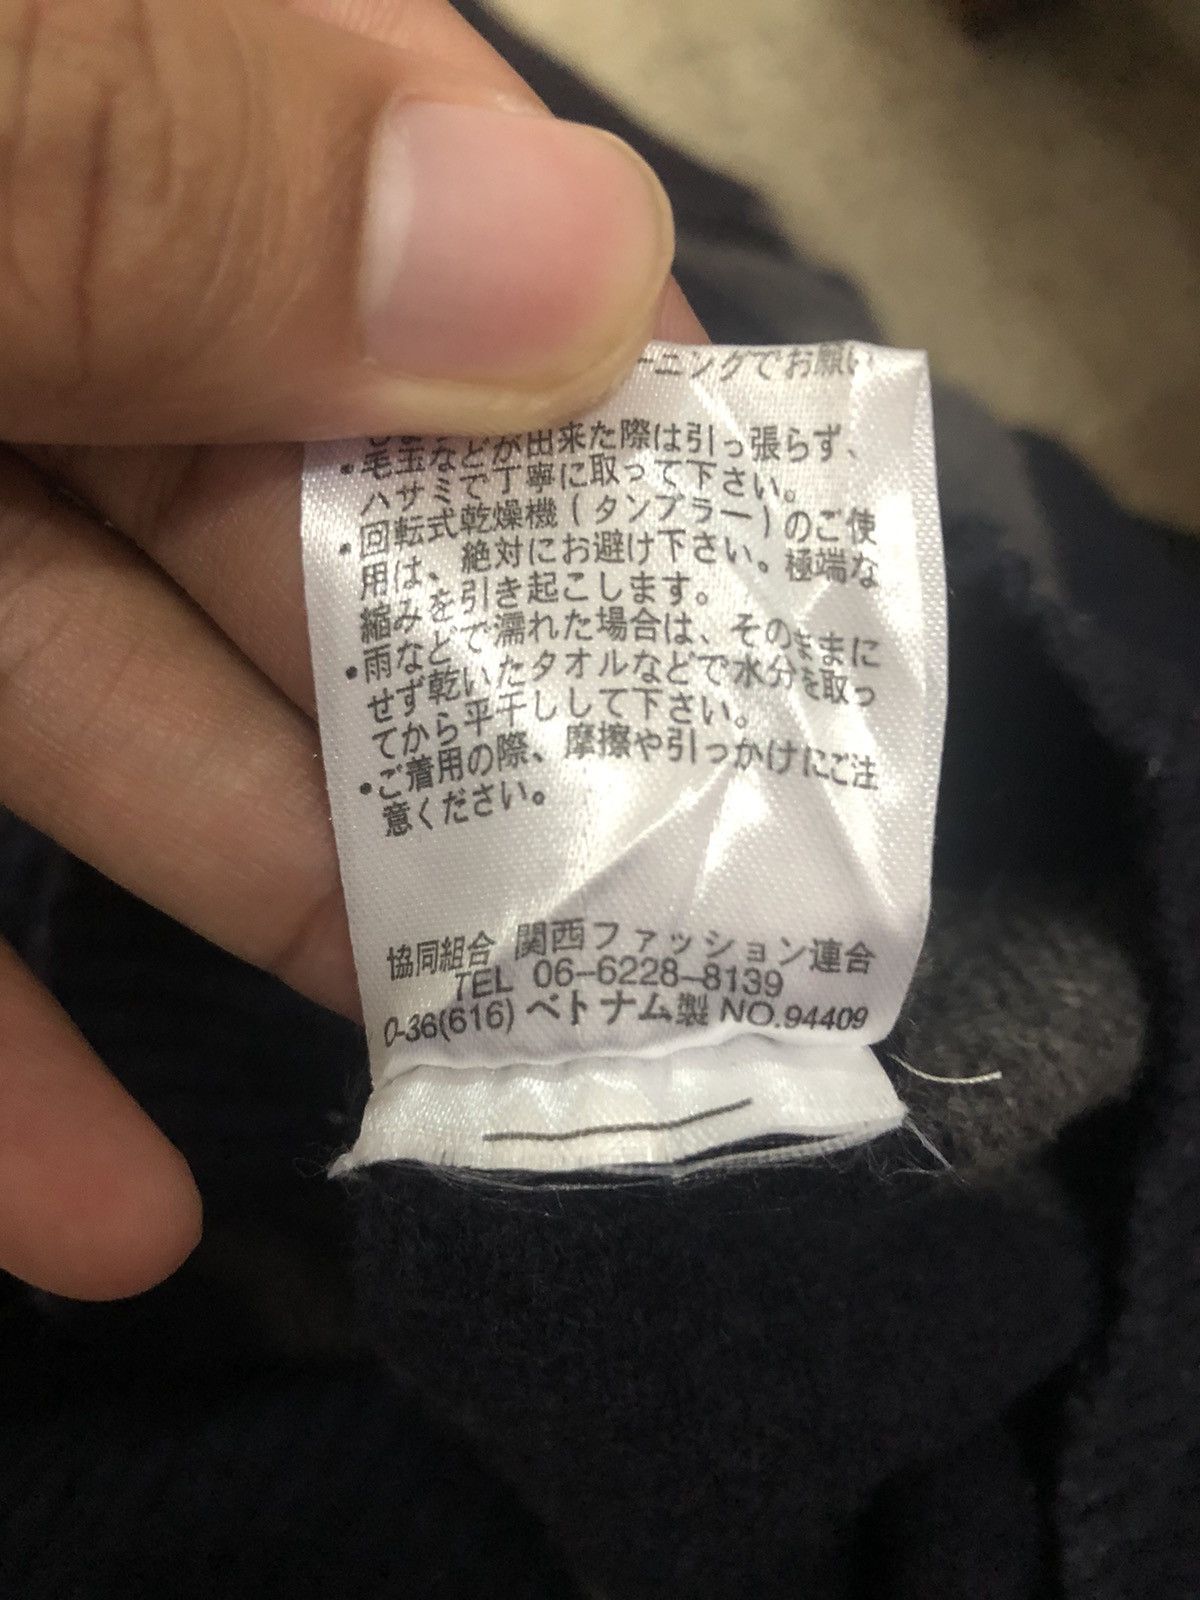 ーニングでお願い
・毛玉などが出来た際は引っ張らず、
ハサミで丁寧に取って下さい。
・回転式乾燥機(タンブラー)のご使
用は、絶対にお避け下さい。極端な
縮みを引き起こします。
・雨などで濡れた場合は、そのままに
せず乾いたタオルなどで水分を取っ
てから平干しして下さい。
・ご着用の際、摩擦や引っかけにご注
意ください。
協同組合 関西ファッション連合
TEL 06-6228-8139
0-36(616) ベトナム製 NO.94409